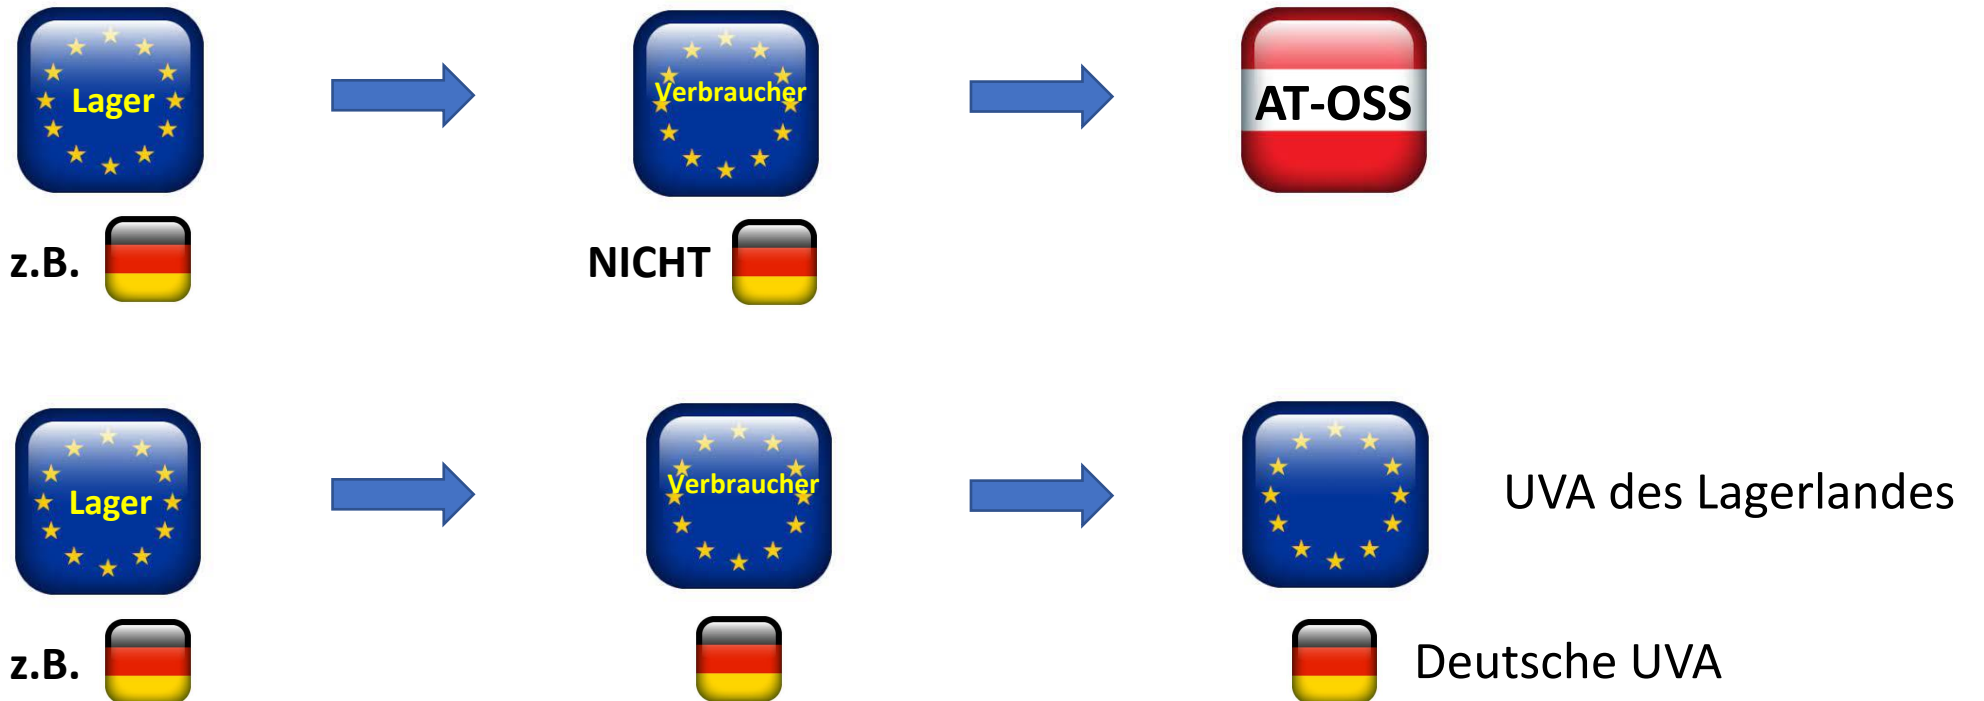 Lager
Verbraucher
AT-OSS
z.B.
NICHT
Lager
Verbraucher
UVA des Lagerlandes
z.B.
Deutsche UVA